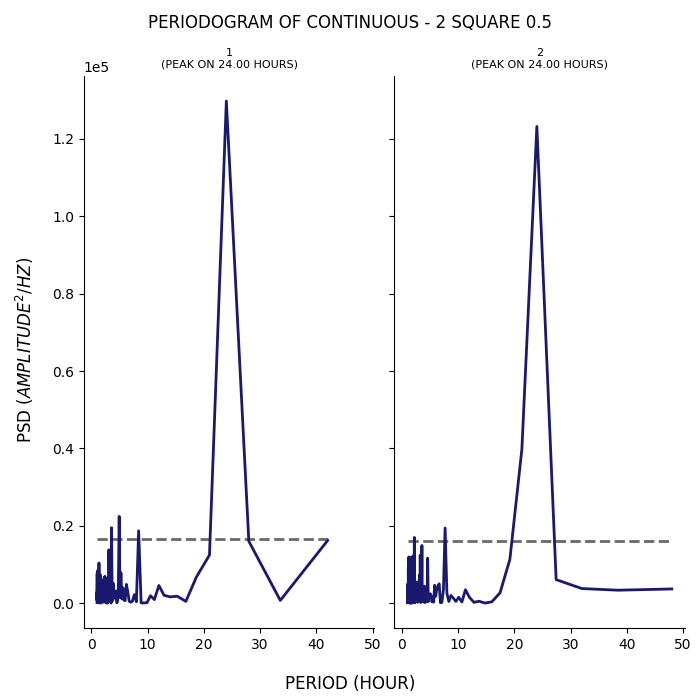 PERIODOGRAM OF CONTINUOUS - 2 SQUARE 0.5
1
(PEAK ON 24.00 HOURS)
2
(PEAK ON 24.00 HOURS)
1e5
1.2
1.0
0.8
0.6
0.4
0.2
0.0
PSD (AMPLITUDE²/HZ)
0 10 20 30 40 50
0 10 20 30 40 50
PERIOD (HOUR)